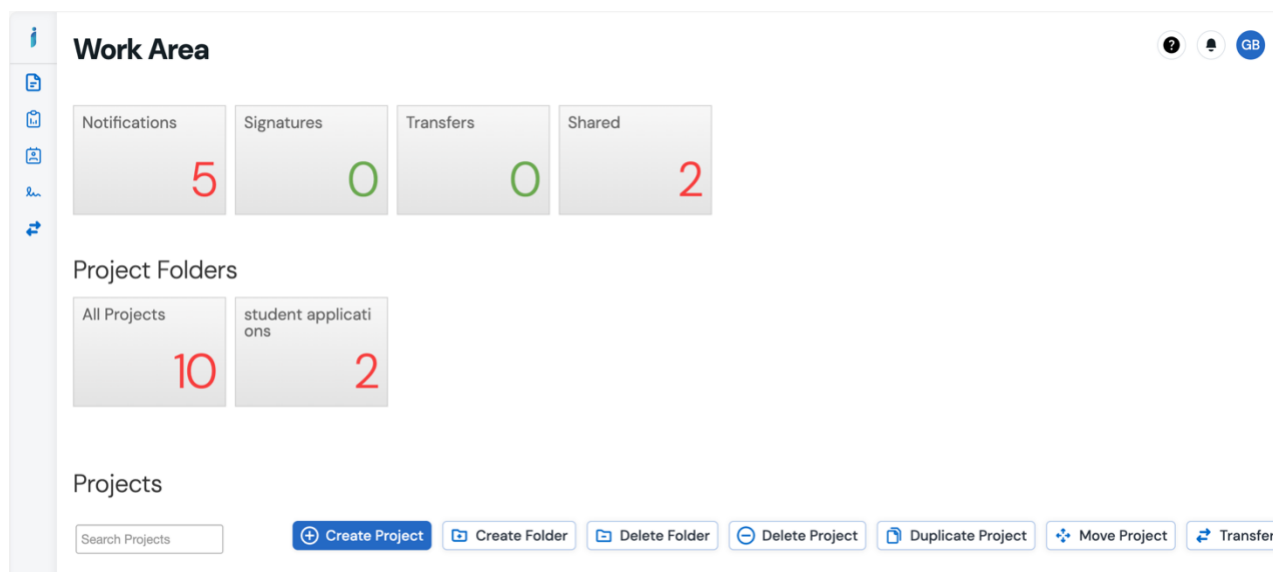 Work Area
?
GB
Notifications
5
Signatures
0
Transfers
0
Shared
2
Project Folders
All Projects
10
student applicati
ons
2
Projects
Search Projects
Create Project
Create Folder
Delete Folder
Delete Project
Duplicate Project
Move Project
Transfer